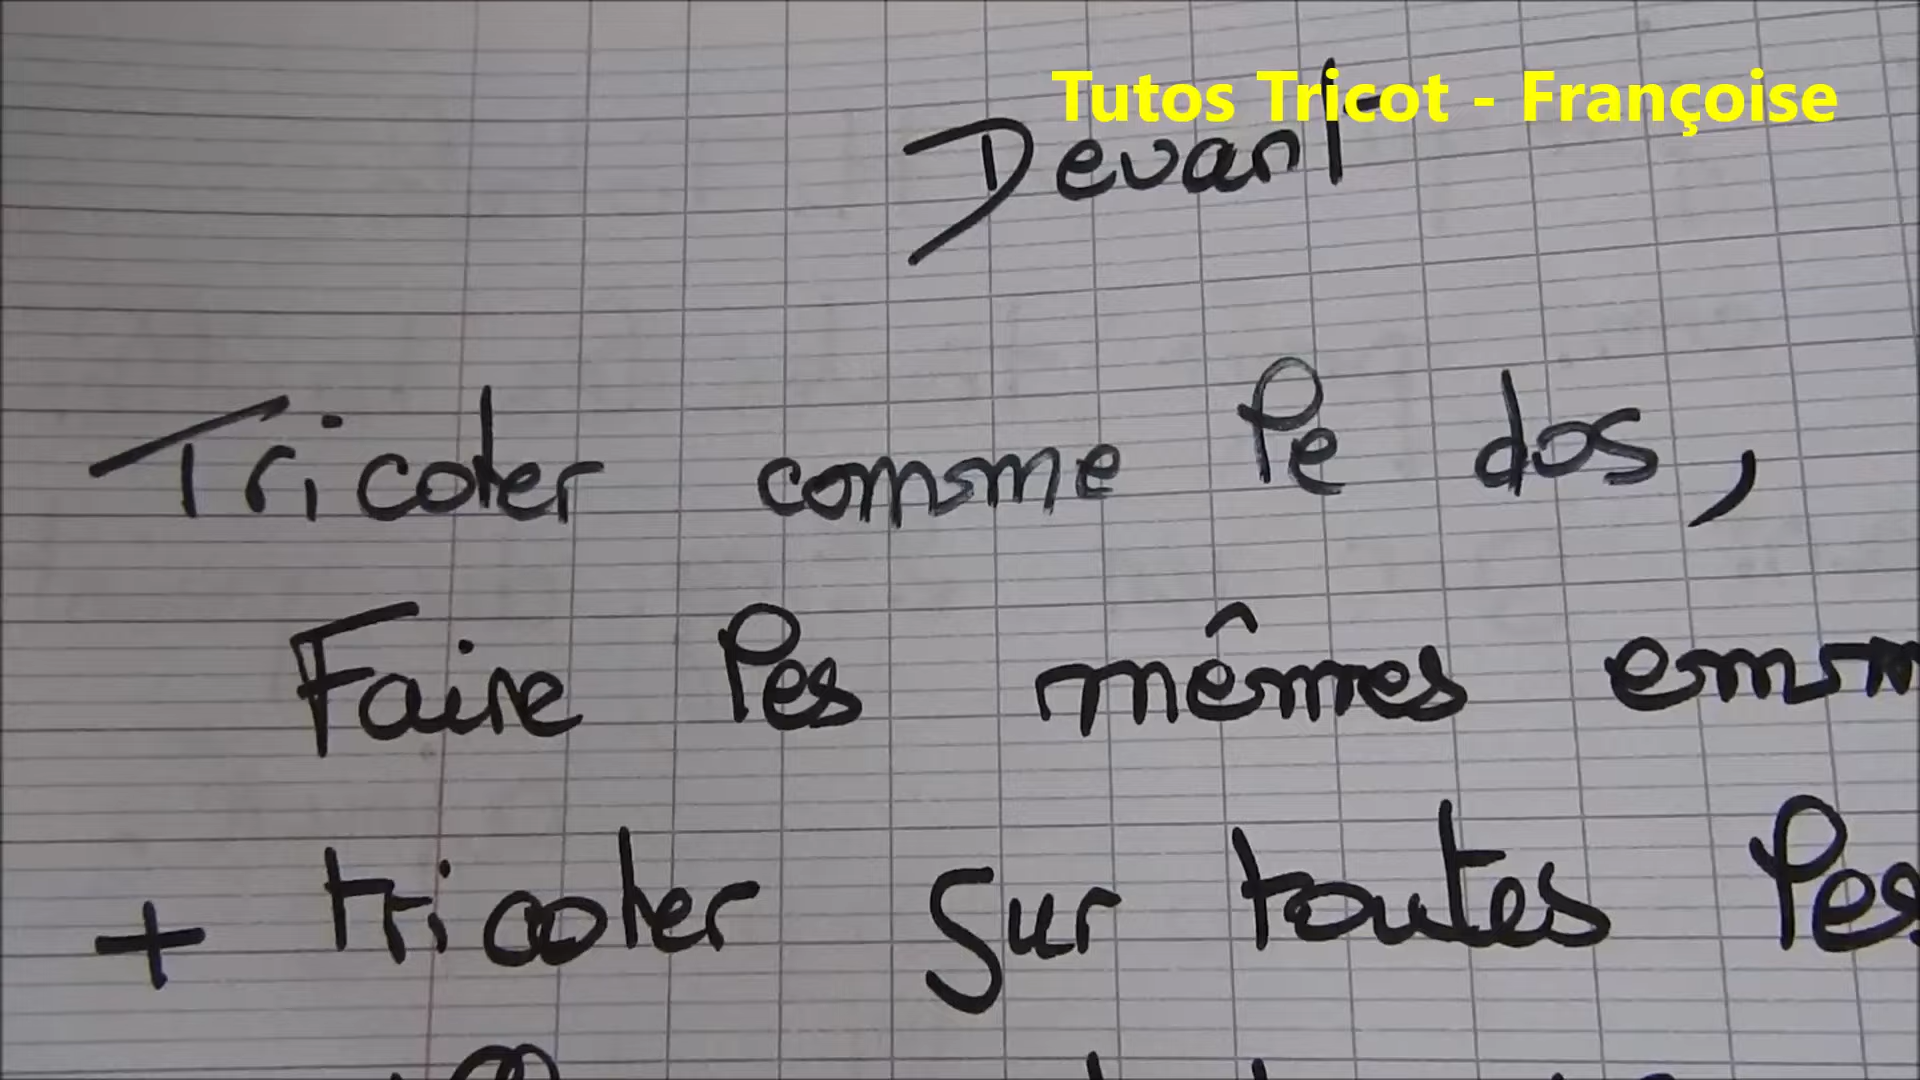 Tutos Tricot - Françoise
Devant
Tricoter comme le dos,
Faire les mêmes
+ tricoter sur toutes les